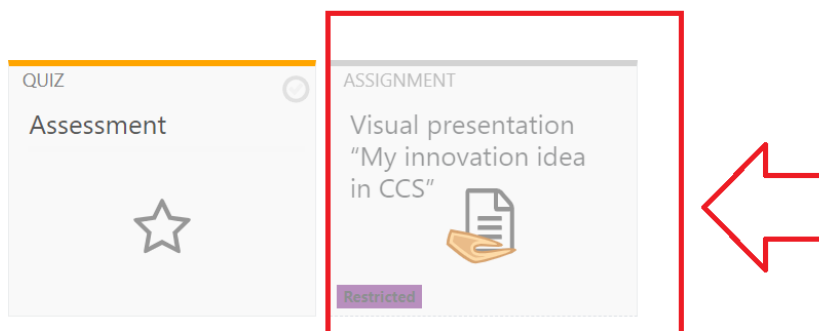 QUIZ
Assessment
ASSIGNMENT
Visual presentation
“My innovation idea
in CCS”
Restricted